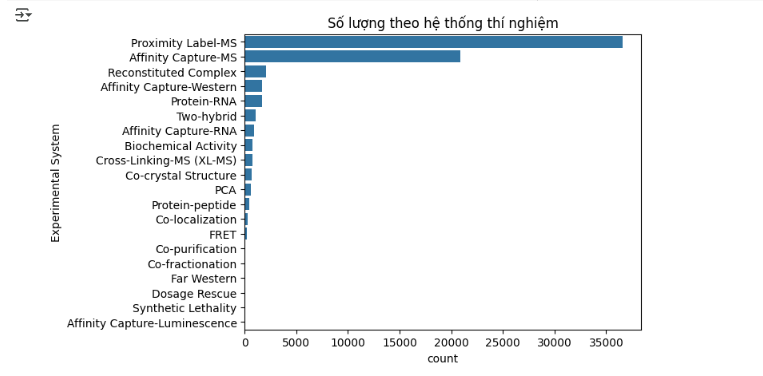 Số lượng theo hệ thống thí nghiệm
Experimental System
Proximity Label-MS
Affinity Capture-MS
Reconstituted Complex
Affinity Capture-Western
Protein-RNA
Two-hybrid
Affinity Capture-RNA
Biochemical Activity
Cross-Linking-MS (XL-MS)
Co-crystal Structure
PCA
Protein-peptide
Co-localization
FRET
Co-purification
Co-fractionation
Far Western
Dosage Rescue
Synthetic Lethality
Affinity Capture-Luminescence
0 5000 10000 15000 20000 25000 30000 35000
count